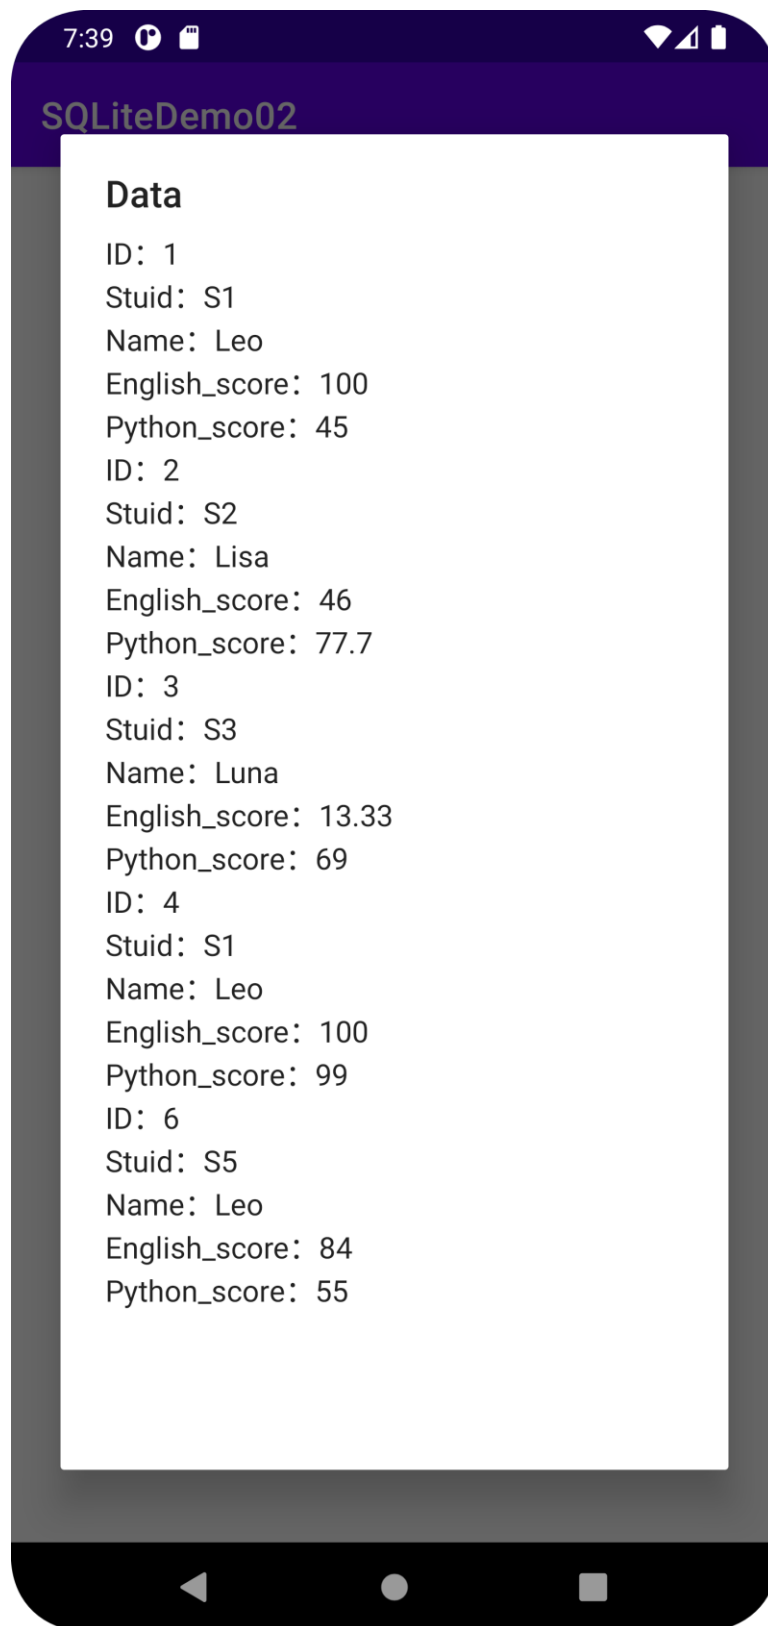 7:39
SQLiteDemo02
Data
ID：1
Stuid：S1
Name：Leo
English_score：100
Python_score：45
ID：2
Stuid：S2
Name：Lisa
English_score：46
Python_score：77.7
ID：3
Stuid：S3
Name：Luna
English_score：13.33
Python_score：69
ID：4
Stuid：S1
Name：Leo
English_score：100
Python_score：99
ID：6
Stuid：S5
Name：Leo
English_score：84
Python_score：55